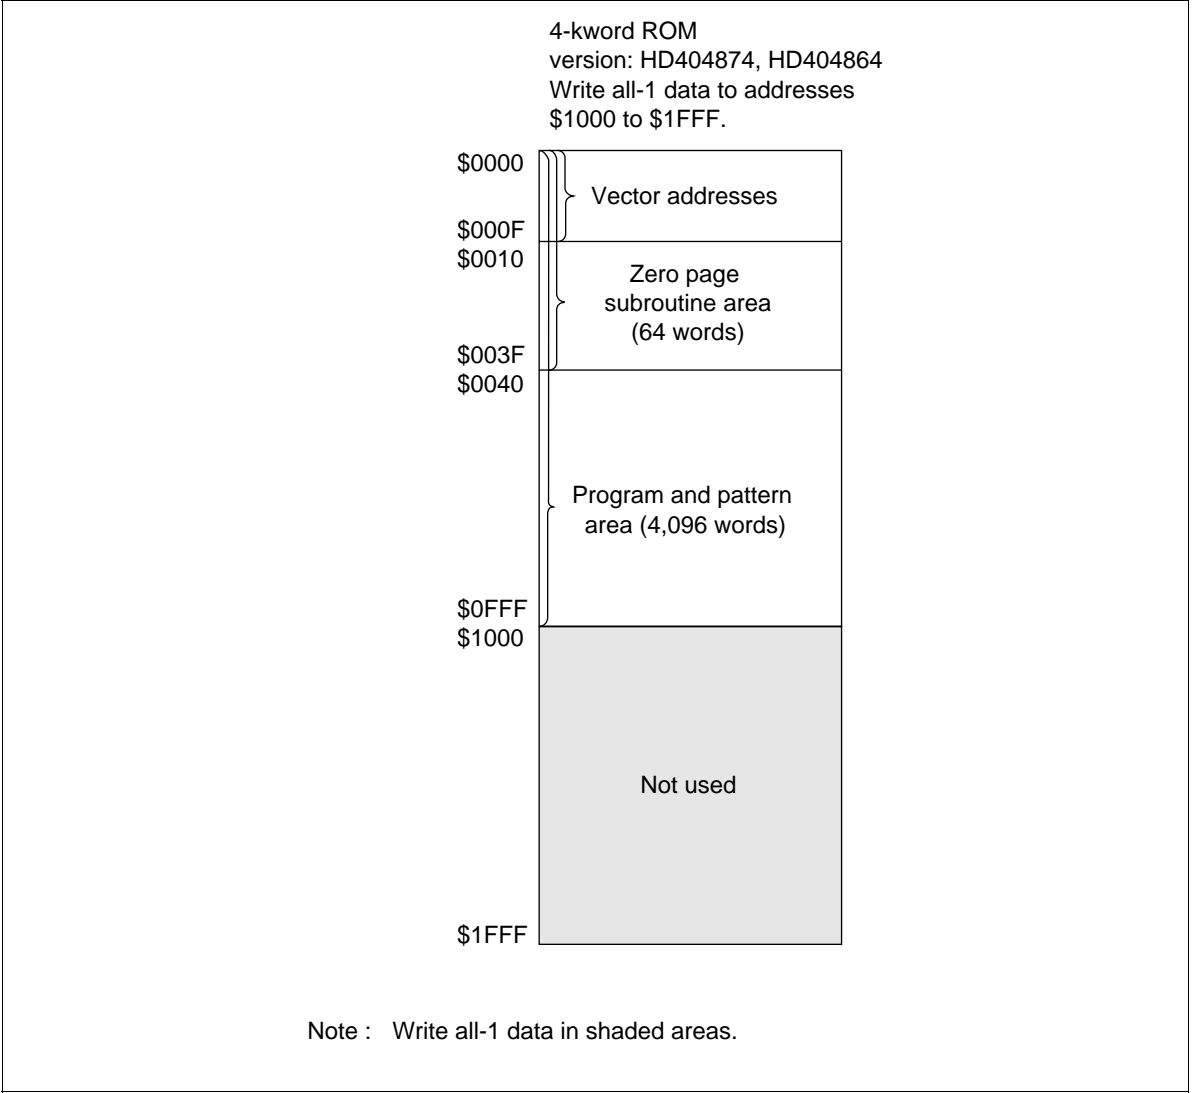 4-kword ROM
version: HD404874, HD404864
Write all-1 data to addresses
$1000 to $1FFF.
$0000
Vector addresses
$000F
$0010
Zero page
subroutine area
(64 words)
$003F
$0040
Program and pattern
area (4,096 words)
$0FFF
$1000
Not used
$1FFF
Note : Write all-1 data in shaded areas.